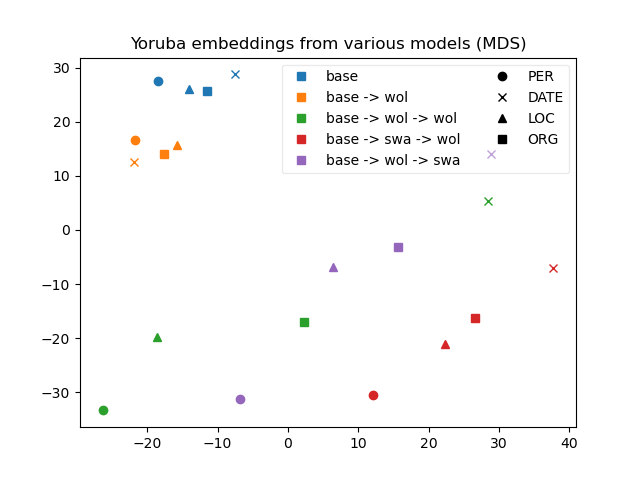 Yoruba embeddings from various models (MDS)
base
base -> wol
base -> wol -> wol
base -> swa -> wol
base -> wol -> swa
PER
DATE
LOC
ORG
30
20
10
0
−10
−20
−30
−20
−10
0
10
20
30
40